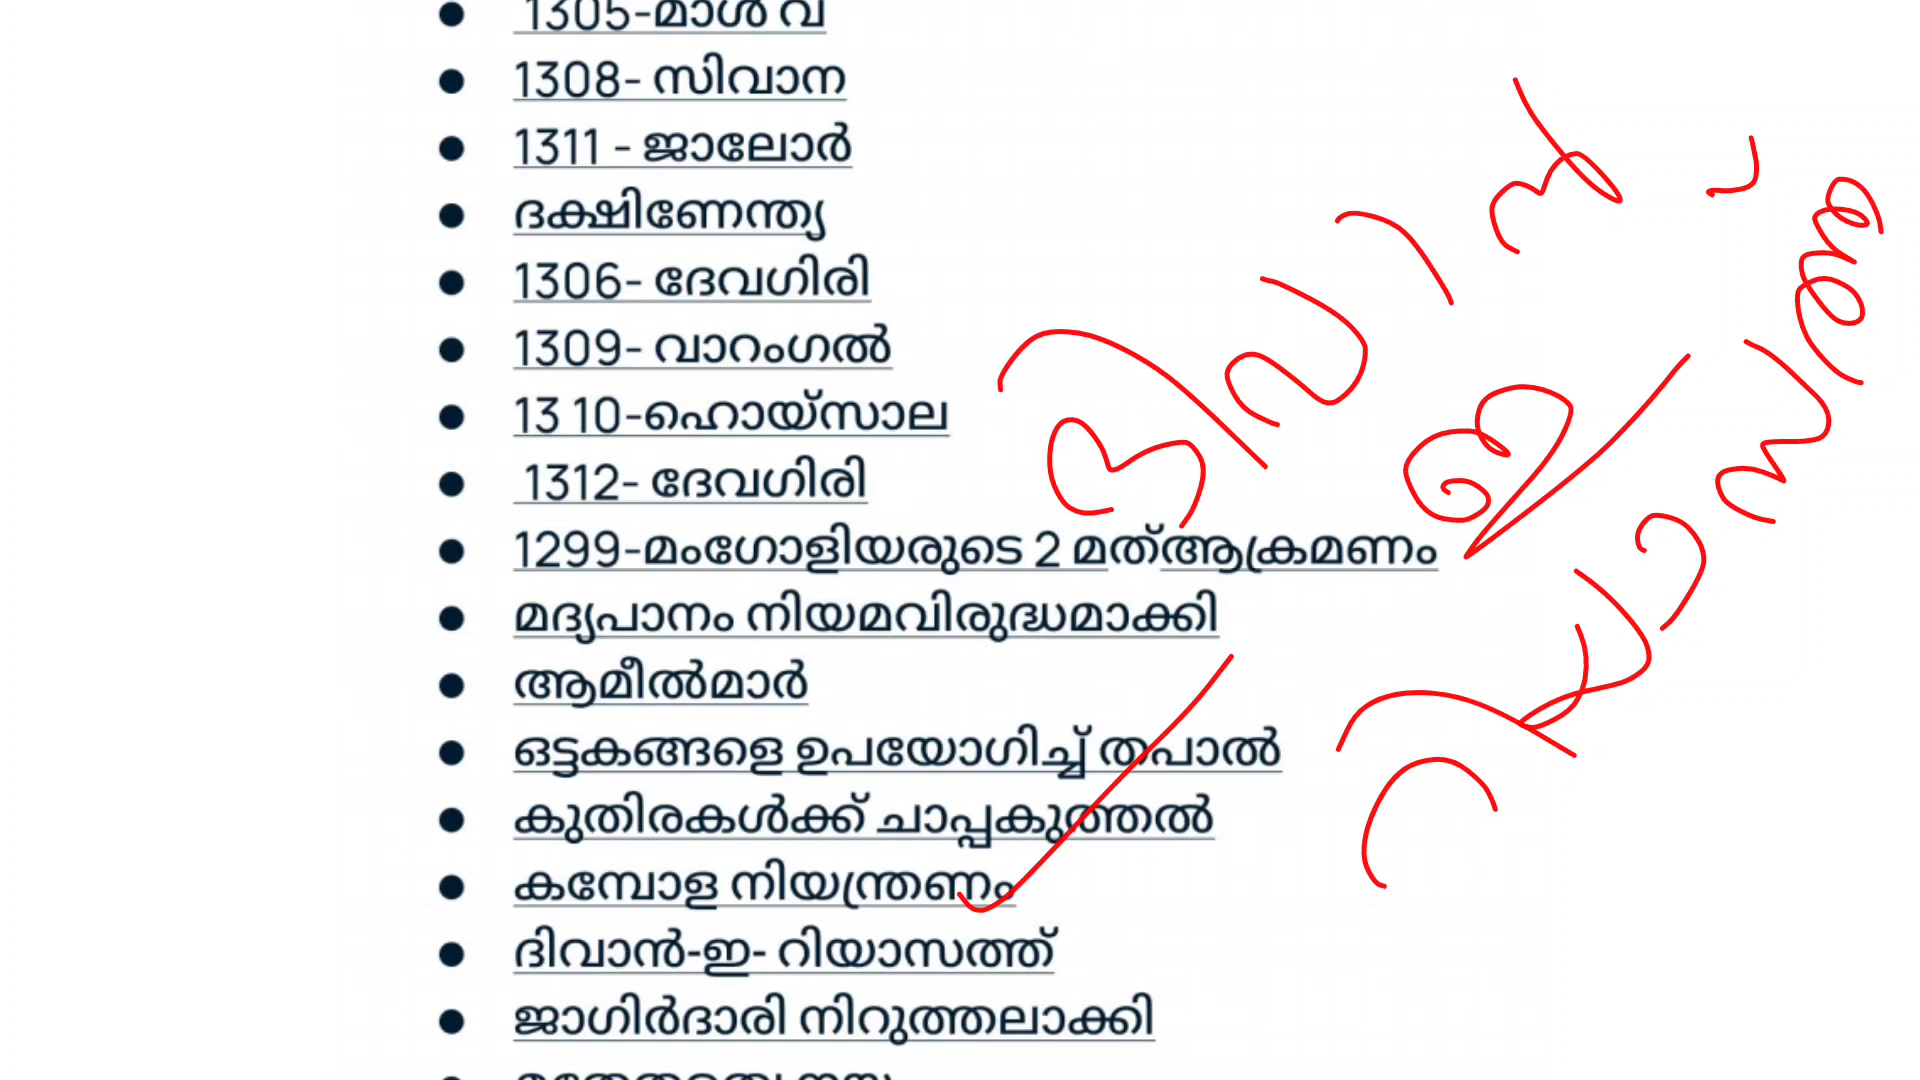 1305-മാൾ വ
1308- സിവാന
1311 - ജാലോർ
ദക്ഷിണേന്ത്യ
1306- ദേവഗിരി
1309- വാറംഗൽ
13 10-ഹൊയ്സാല
1312- ദേവഗിരി
1299-മംഗോളിയരുടെ 2 മത്ആക്രമണം
മദ്യപാനം നിയമവിരുദ്ധമാക്കി
ആമീൽമാർ
ഒട്ടകങ്ങളെ ഉപയോഗിച്ച് തപാൽ
കുതിരകൾക്ക് ചാപ്പകുത്തൽ
കമ്പോള നിയന്ത്രണം
ദിവാൻ-ഇ- റിയാസത്ത്
ജാഗിർദാരി നിറുത്തലാക്കി